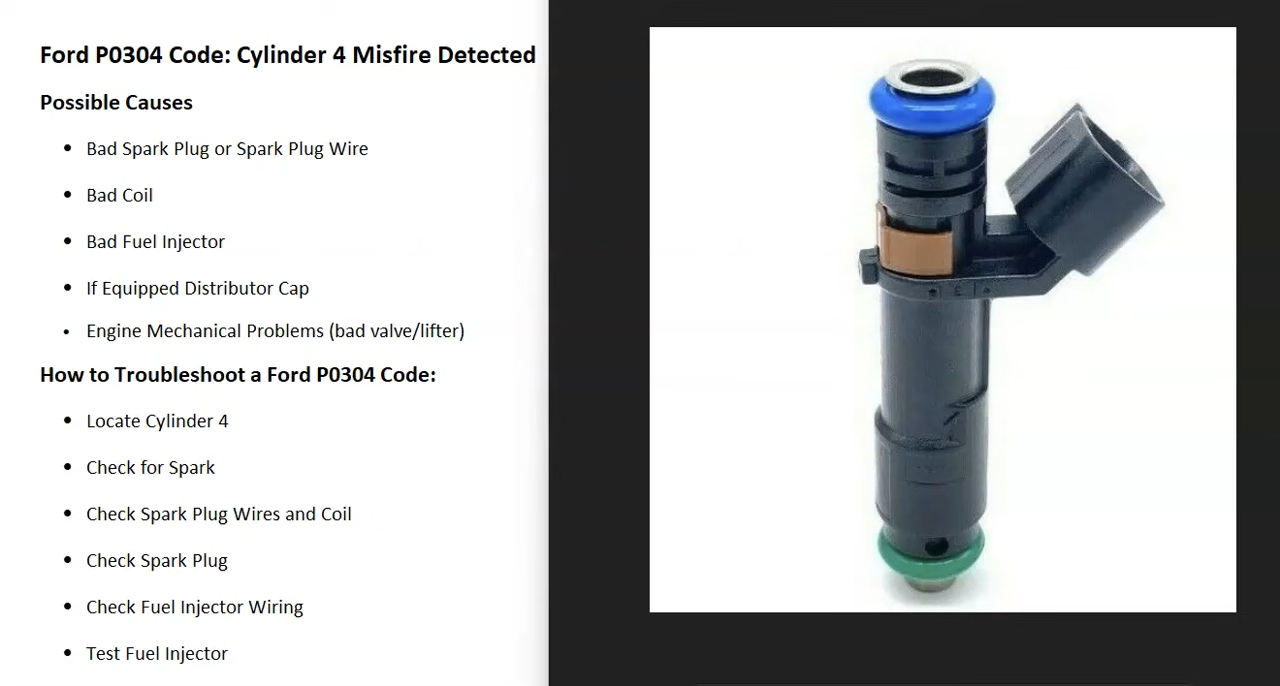 Ford P0304 Code: Cylinder 4 Misfire Detected
Possible Causes
Bad Spark Plug or Spark Plug Wire
Bad Coil
Bad Fuel Injector
If Equipped Distributor Cap
Engine Mechanical Problems (bad valve/lifter)
How to Troubleshoot a Ford P0304 Code:
Locate Cylinder 4
Check for Spark
Check Spark Plug Wires and Coil
Check Spark Plug
Check Fuel Injector Wiring
Test Fuel Injector